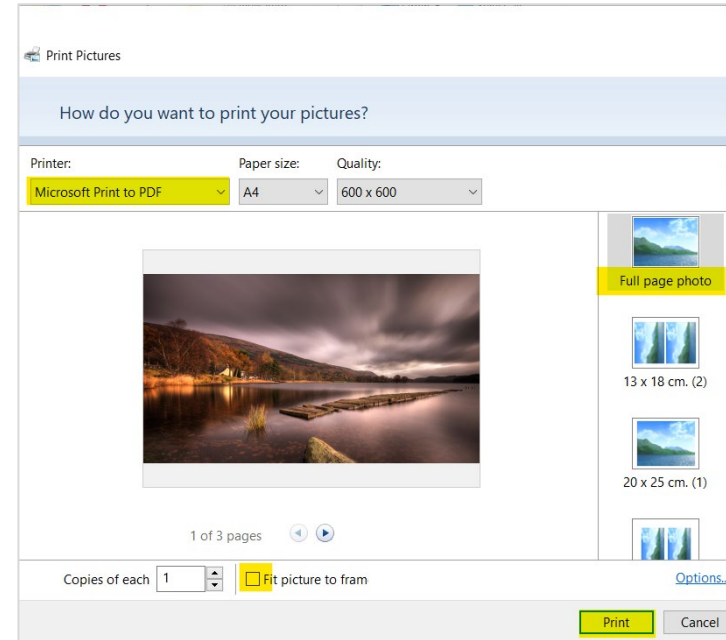 Print Pictures
How do you want to print your pictures?
Printer: Paper size: Quality:
Microsoft Print to PDF A4 600 x 600
Full page photo
13 x 18 cm. (2)
20 x 25 cm. (1)
1 of 3 pages
Copies of each 1 Fit picture to fram
Options..
Print Cancel